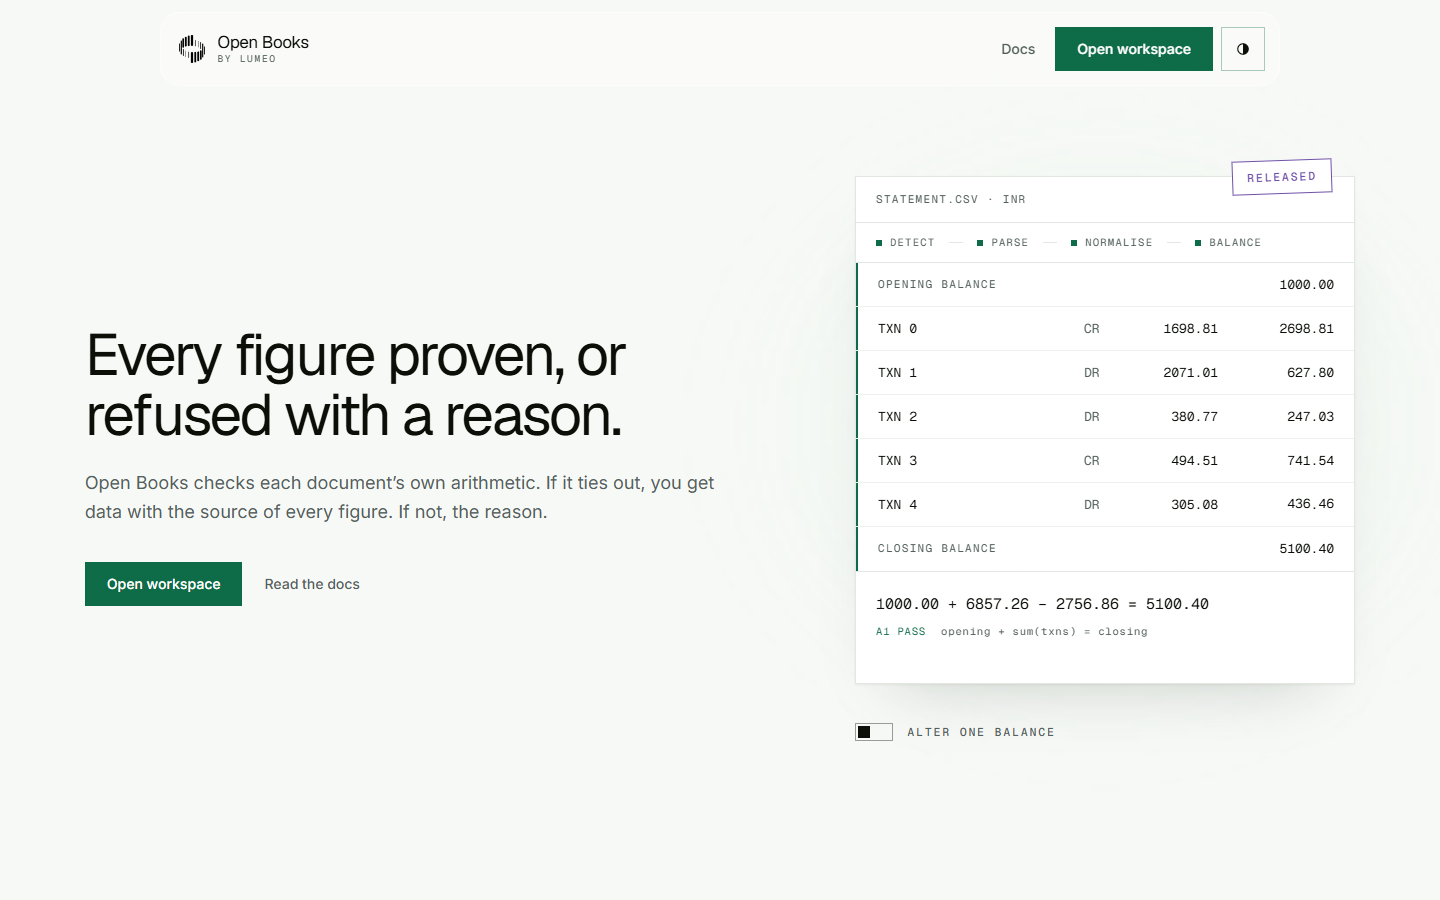 Open Books
BY LUMEO
Docs
Open workspace
Every figure proven, or
refused with a reason.
Open Books checks each document’s own arithmetic. If it ties out, you get
data with the source of every figure. If not, the reason.
Open workspace
Read the docs
RELEASED
STATEMENT.CSV · INR
DETECT — PARSE — NORMALISE — BALANCE
OPENING BALANCE 1000.00
TXN 0 CR 1698.81 2698.81
TXN 1 DR 2071.01 627.80
TXN 2 DR 380.77 247.03
TXN 3 CR 494.51 741.54
TXN 4 DR 305.08 436.46
CLOSING BALANCE 5100.40
1000.00 + 6857.26 − 2756.86 = 5100.40
A1 PASS opening + sum(txns) = closing
ALTER ONE BALANCE